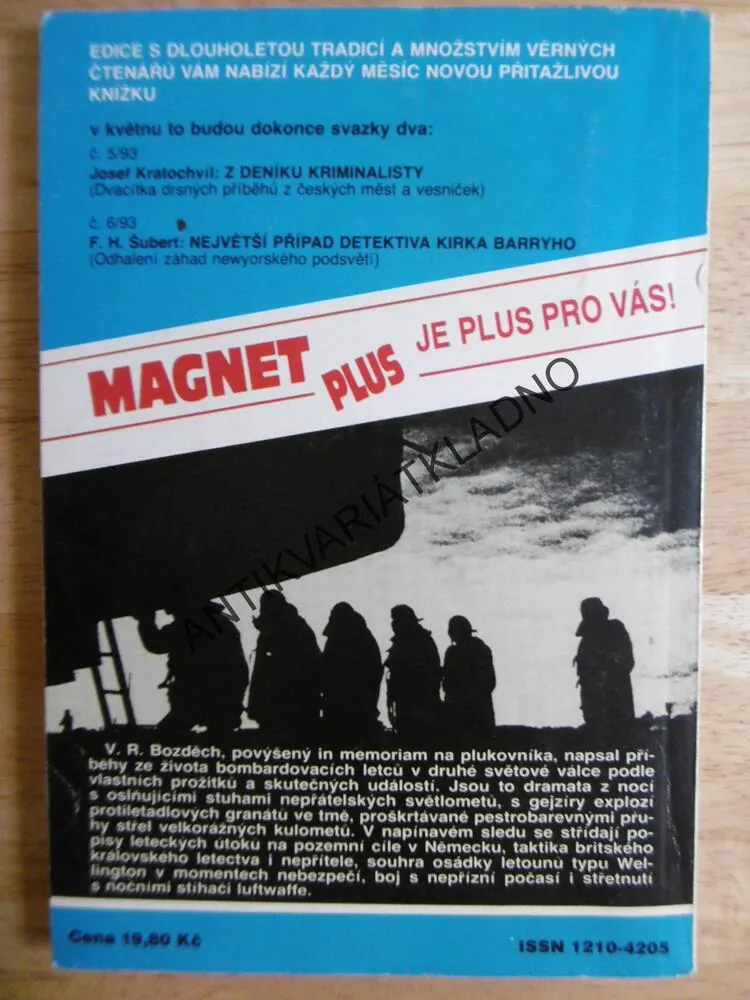 EDICE S DLOUHOLETOU TRADICÍ A MNOŽSTVÍM VĚRNÝCH
ČTENÁŘŮ VÁM NABÍZÍ KAŽDÝ MĚSÍC NOVOU PŘITAŽLIVOU
KNÍŽKU
v květnu to budou dokonce svazky dva:
č. 5/93
Josef Kratochvíl: Z DENÍKU KRIMINALISTY
(Dvacítka drsných příběhů z českých měst a vesniček)
č. 6/93
F. H. Šubert: NEJVĚTŠÍ PŘÍPAD DETEKTIVA KIRKA BARRYHO
(Odhalení záhad newyorského podsvětí)
MAGNET PLUS JE PLUS PRO VÁS!
ANTIKVARIÁTKLADNO
V. R. Bozděch, povýšený in memoriam na plukovníka, napsal pří-
běhy ze života bombardovacích letců v druhé světové válce podle
vlastních prožitků a skutečných událostí. Jsou to dramata z nocí
s oslňujícími stuhami nepřátelských světlometů, s gejzíry explozí
protiletadlových granátů ve tmě, proškrtávané pestrobarevnými pru-
hy střel velkorážných kulometů. V napínavém sledu se střídají po-
pisy leteckých útoků na pozemní cíle v Německu, taktika britského
královského letectva i nepřítele, souhra osádky letounu typu Wel-
lington v momentech nebezpečí, boj s nepřízní počasí i střetnutí
s nočními stíhači luftwaffe.
Cena 19,80 Kč
ISSN 1210-4205